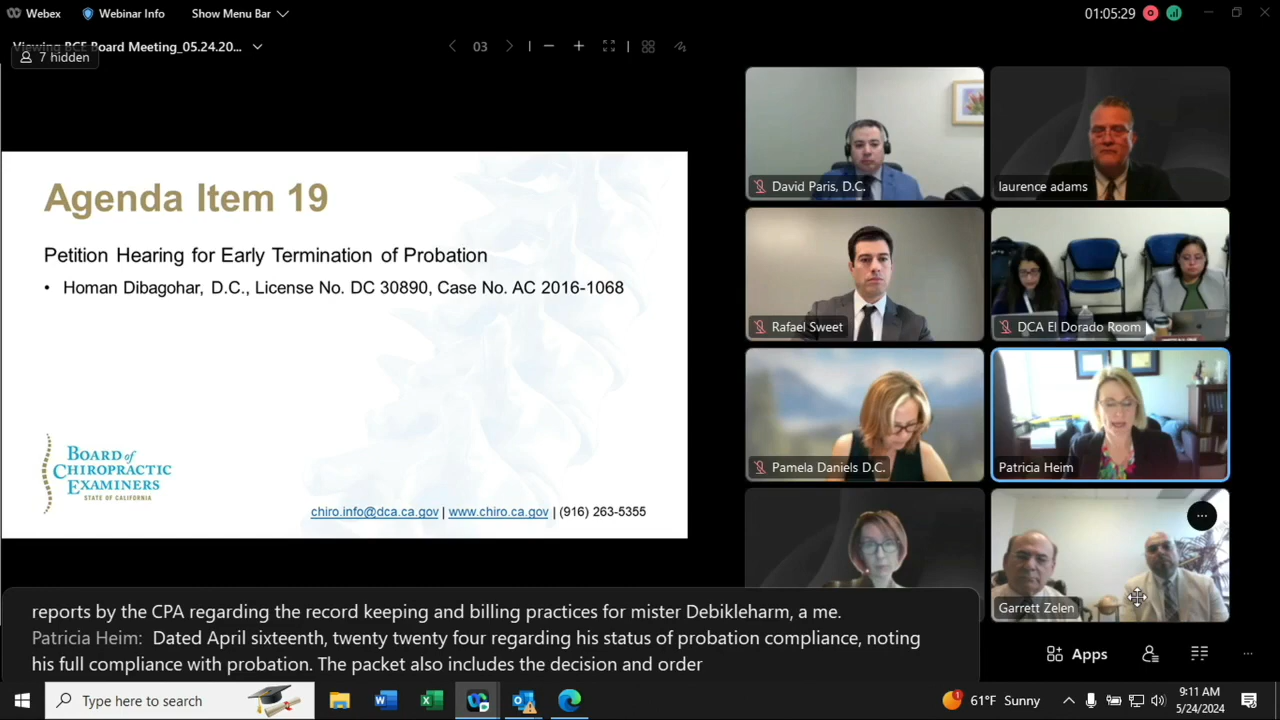 Webex
Webinar Info
Show Menu Bar
01:05:29
Viewing BCE Board Meeting_05.24.20...
7 hidden
03
Agenda Item 19
Petition Hearing for Early Termination of Probation
• Homan Dibagohar, D.C., License No. DC 30890, Case No. AC 2016-1068
BOARD of
CHIROPRACTIC
EXAMINERS
STATE OF CALIFORNIA
chiro.info@dca.ca.gov | www.chiro.ca.gov | (916) 263-5355
David Paris, D.C.
laurence adams
Rafael Sweet
DCA El Dorado Room
Pamela Daniels D.C.
Patricia Heim
Garrett Zelen
reports by the CPA regarding the record keeping and billing practices for mister Debikleharm, a me.
Patricia Heim: Dated April sixteenth, twenty twenty four regarding his status of probation compliance, noting
his full compliance with probation. The packet also includes the decision and order
Apps
Type here to search
1
61°F Sunny
9:11 AM
5/24/2024